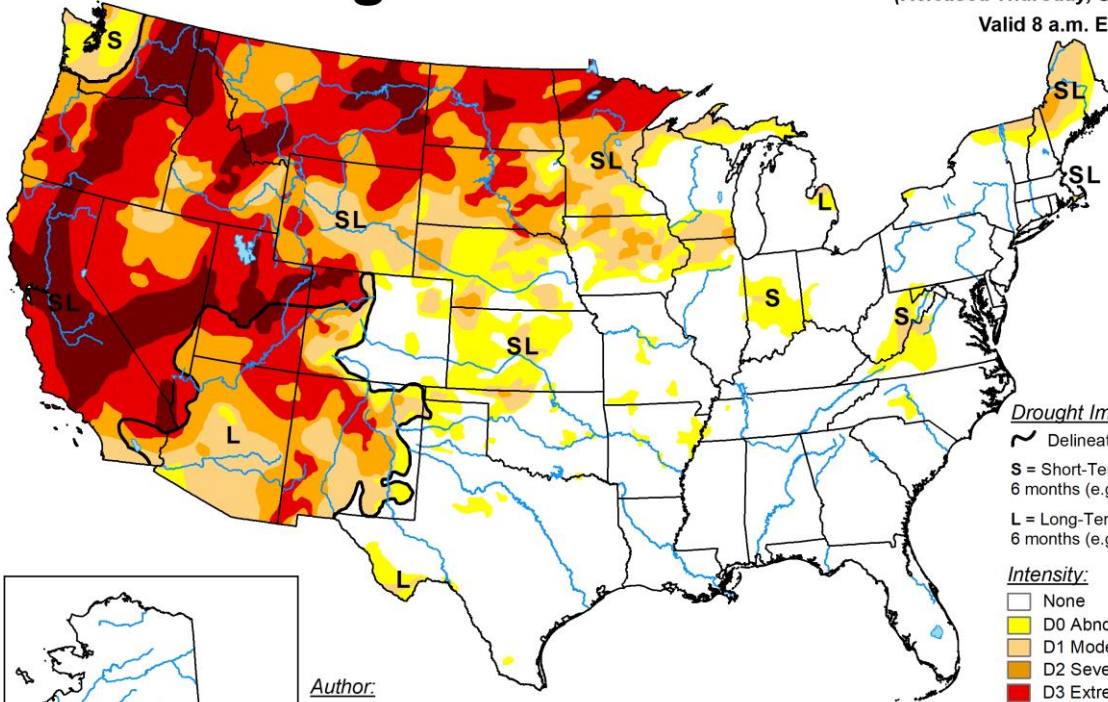 Valid 8 a.m. E
S
SL
SL
SL
SL
L
SL
SL
S
S
L
L
Drought Im
Delineat
S = Short-Te
6 months (e.g
L = Long-Ter
6 months (e.g
Intensity:
None
D0 Abno
D1 Mode
D2 Seve
D3 Extre
Author: